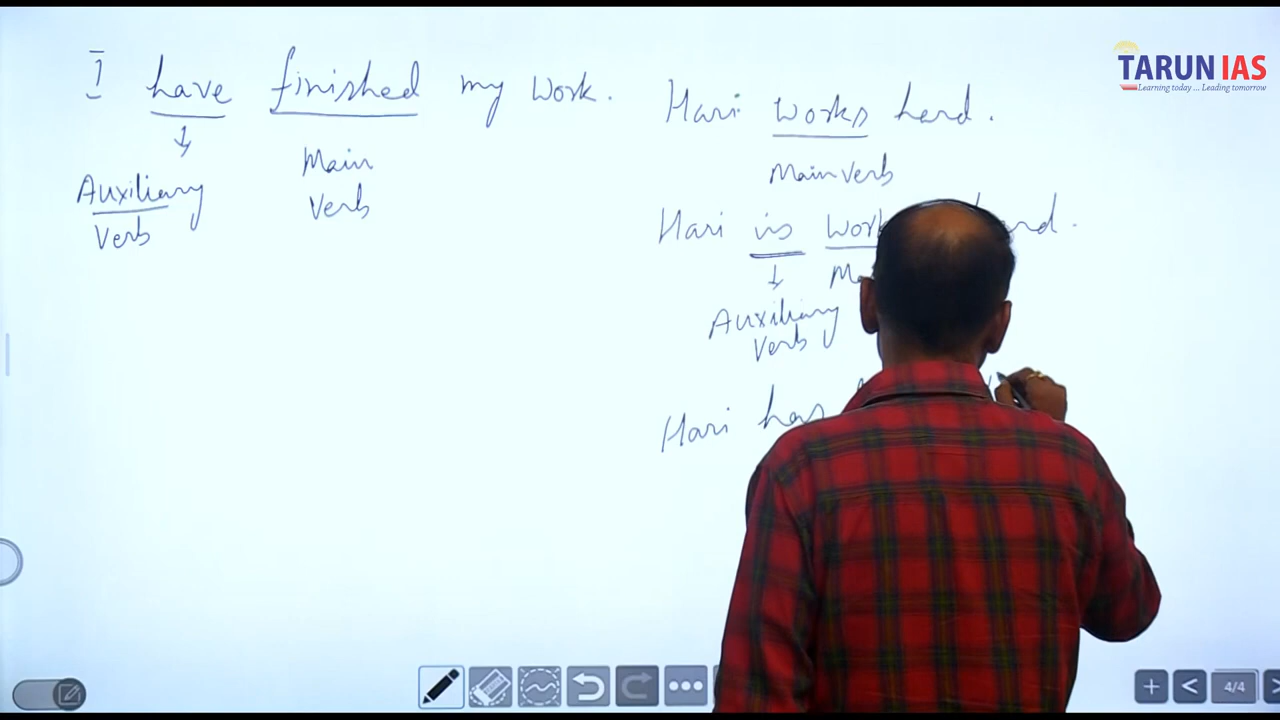 I have finished my work.
Auxiliary
Verb
Main
Verb
Hari works hard.
Main Verb
Hari is
Auxiliary
Verb
Hari has
TARUN IAS
Learning today ... Leading tomorrow
4/4